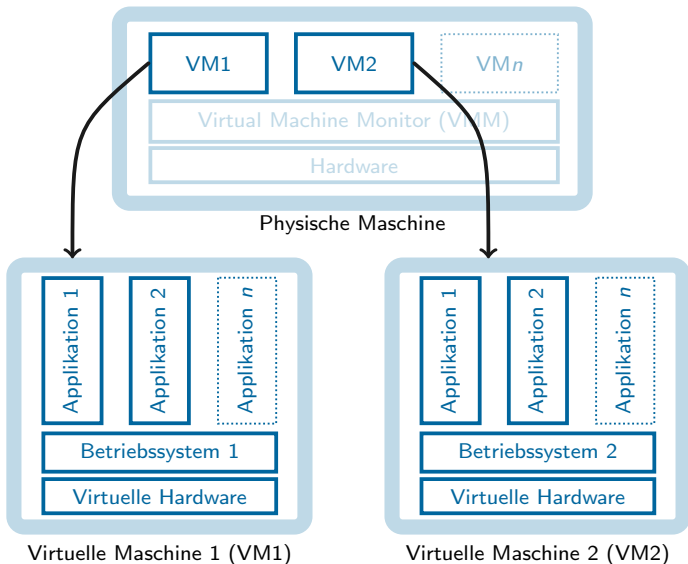 VM1
VM2
VMn
Virtual Machine Monitor (VMM)
Hardware
Physische Maschine
Applikation 1
Applikation 2
Applikation n
Betriebssystem 1
Virtuelle Hardware
Virtuelle Maschine 1 (VM1)
Applikation 1
Applikation 2
Applikation n
Betriebssystem 2
Virtuelle Hardware
Virtuelle Maschine 2 (VM2)